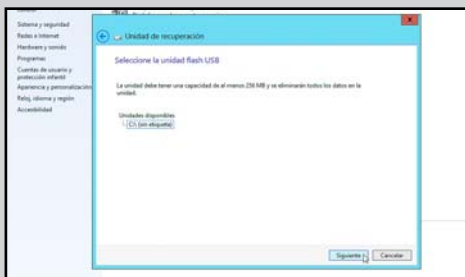 Sistema y seguridad
Redes e Internet
Hardware y sonido
Programas
Cuentas de usuario y
protección infantil
Apariencia y personalización
Reloj, idioma y región
Accesibilidad
Unidad de recuperación
Seleccione la unidad flash USB
La unidad debe tener una capacidad de al menos 256 MB y se eliminarán todos los datos en la
unidad.
Unidades disponibles
(sin etiqueta)
Siguiente
Cancelar